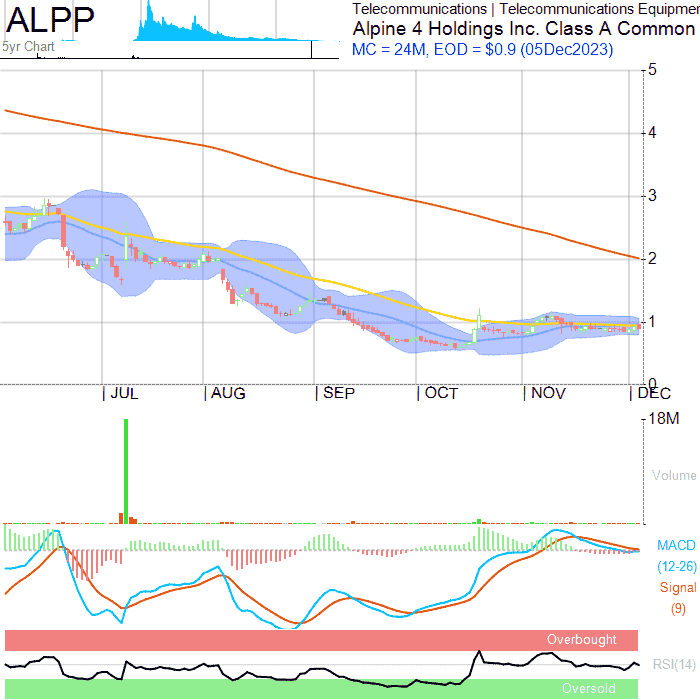 ALPP
5yr Chart
Telecommunications | Telecommunications Equipmen
Alpine 4 Holdings Inc. Class A Common
MC = 24M, EOD = $0.9 (05Dec2023)
5
4
3
2
1
0
JUL AUG SEP OCT NOV DEC
18M
Volume
MACD
(12-26)
Signal
(9)
Overbought
RSI(14)
Oversold